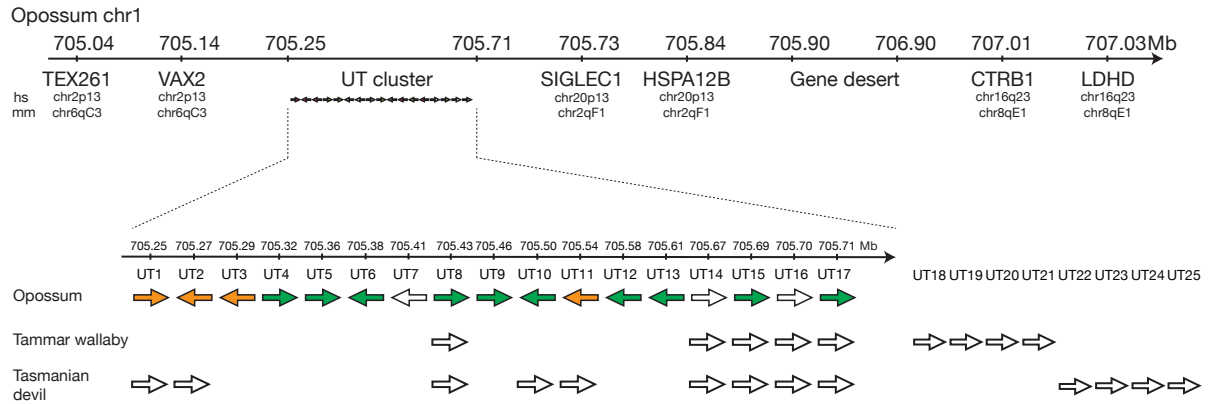 Opossum chr1
705.04 705.14 705.25 705.71 705.73 705.84 705.90 706.90 707.01 707.03Mb
TEX261 VAX2 UT cluster SIGLEC1 HSPA12B Gene desert CTRB1 LDHD
hs chr2p13 chr2p13 chr20p13 chr20p13 chr16q23 chr16q23
mm chr6qC3 chr6qC3 chr2qF1 chr2qF1 chr8qE1 chr8qE1
705.25 705.27 705.29 705.32 705.36 705.38 705.41 705.43 705.46 705.50 705.54 705.58 705.61 705.67 705.69 705.70 705.71 Mb
UT1 UT2 UT3 UT4 UT5 UT6 UT7 UT8 UT9 UT10 UT11 UT12 UT13 UT14 UT15 UT16 UT17 UT18 UT19 UT20 UT21 UT22 UT23 UT24 UT25
Opossum
Tammar wallaby
Tasmanian
devil